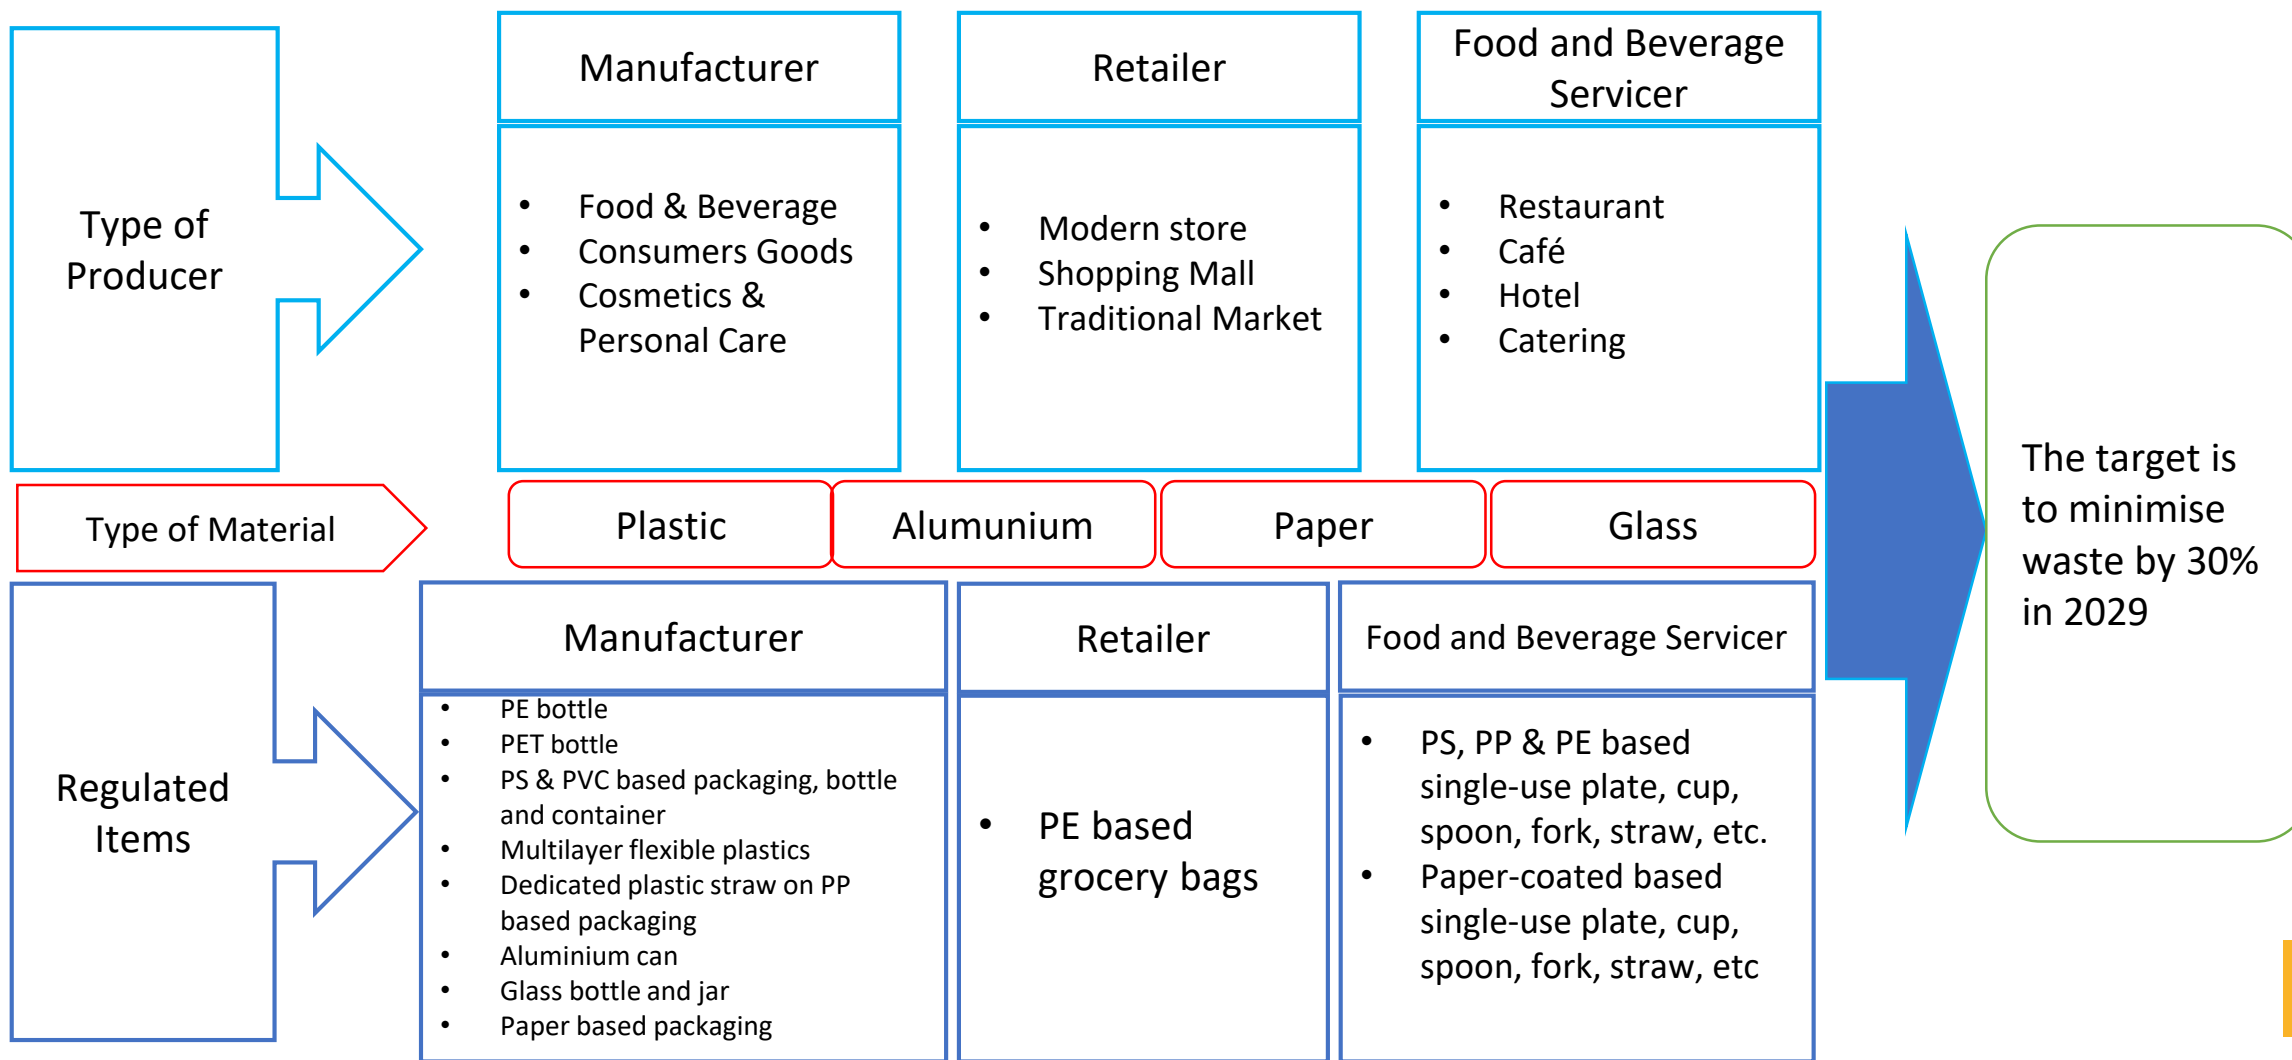 Type of
Producer
Manufacturer
• Food & Beverage
• Consumers Goods
• Cosmetics &
Personal Care
Retailer
• Modern store
• Shopping Mall
• Traditional Market
Food and Beverage
Servicer
• Restaurant
• Café
• Hotel
• Catering
Type of Material
Plastic
Alumunium
Paper
Glass
Regulated
Items
Manufacturer
• PE bottle
• PET bottle
• PS & PVC based packaging, bottle
and container
• Multilayer flexible plastics
• Dedicated plastic straw on PP
based packaging
• Aluminium can
• Glass bottle and jar
• Paper based packaging
Retailer
• PE based
grocery bags
Food and Beverage Servicer
• PS, PP & PE based
single-use plate, cup,
spoon, fork, straw, etc.
• Paper-coated based
single-use plate, cup,
spoon, fork, straw, etc
The target is
to minimise
waste by 30%
in 2029